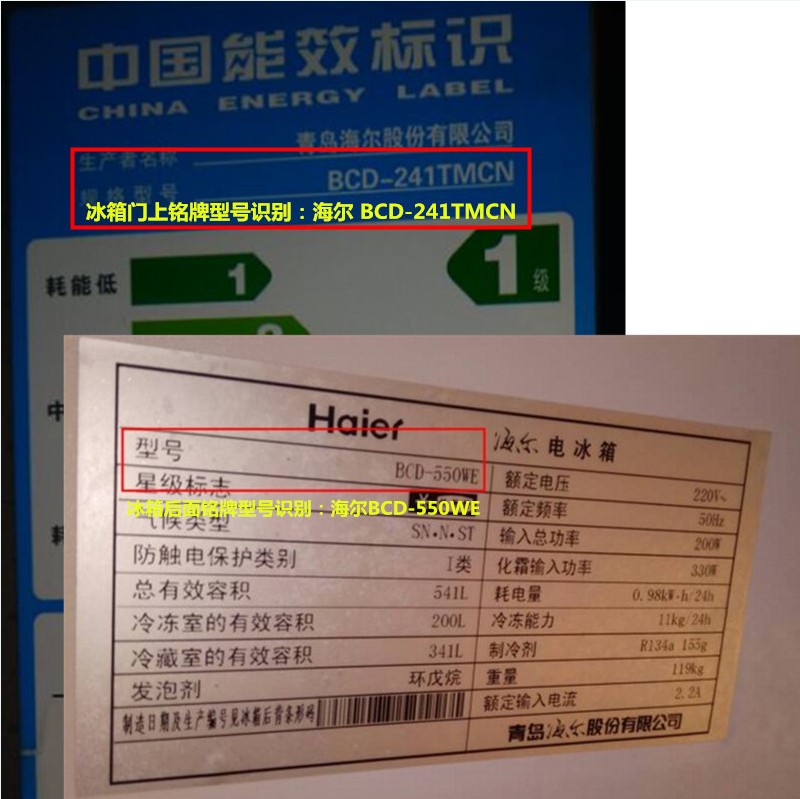 中国能效标识
CHINA ENERGY LABEL
生产者名称 青岛海尔股份有限公司
规格型号 BCD-241TMCN
冰箱门上铭牌型号识别：海尔 BCD-241TMCN
耗能低 1 1级
2
中
耗
Haier 海尔 电冰箱
型号 BCD-550WE
星级标志
冰箱后面铭牌型号识别：海尔BCD-550WE
气候类型 SN·N·ST
防触电保护类别 I类
总有效容积 541L
冷冻室的有效容积 200L
冷藏室的有效容积 341L
发泡剂 环戊烷
制造日期及生产编号见冰箱后背条形码
额定电压 220V~
额定频率 50Hz
输入总功率 200W
化霜输入功率 330W
耗电量 0.98kW·h/24h
冷冻能力 11kg/24h
制冷剂 R134a 155g
重量 119kg
额定输入电流 2.2A
青岛海尔股份有限公司